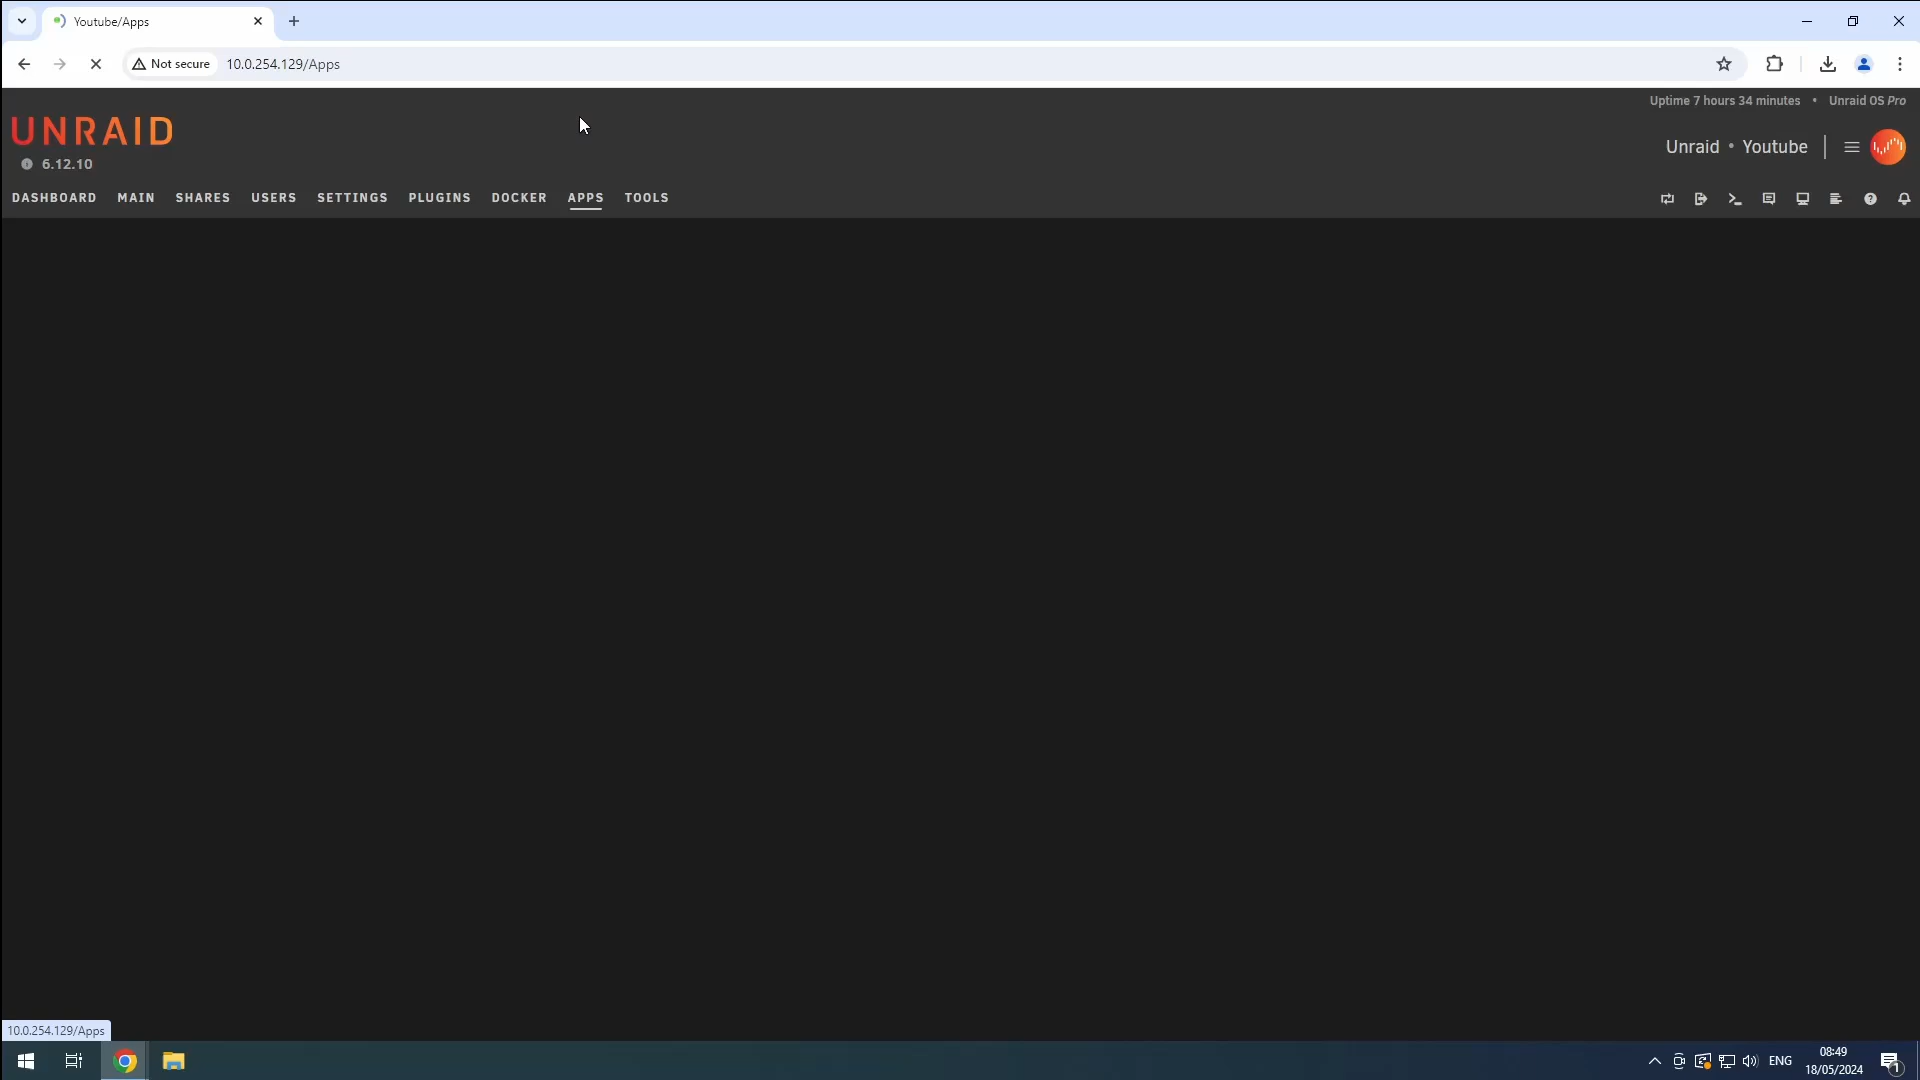 Youtube/Apps
Not secure
10.0.254.129/Apps
Uptime 7 hours 34 minutes • Unraid OS Pro
UNRAID
Unraid • Youtube
6.12.10
DASHBOARD MAIN SHARES USERS SETTINGS PLUGINS DOCKER APPS TOOLS
10.0.254.129/Apps
ENG
08:49
18/05/2024
1